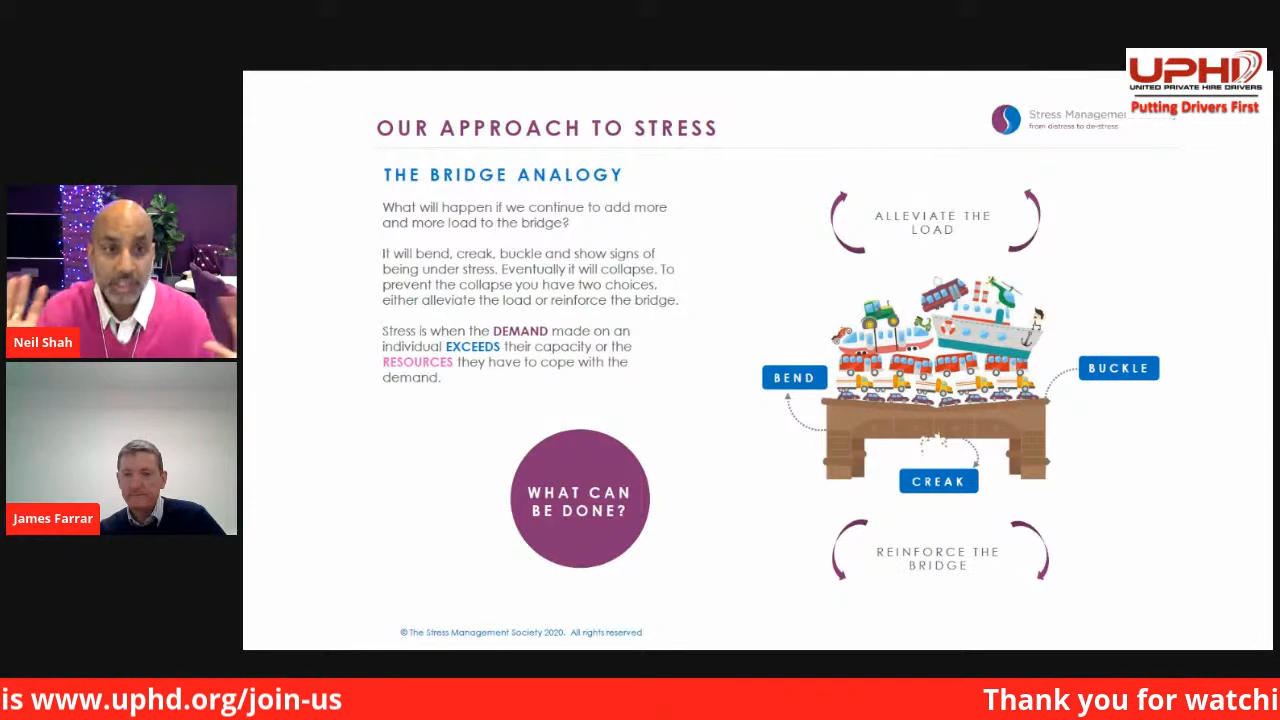 UPHD
UNITED PRIVATE HIRE DRIVERS
Putting Drivers First
Stress Managemen
from distress to de-stress
OUR APPROACH TO STRESS
THE BRIDGE ANALOGY
What will happen if we continue to add more
and more load to the bridge?
It will bend, creak, buckle and show signs of
being under stress. Eventually it will collapse. To
prevent the collapse you have two choices,
either alleviate the load or reinforce the bridge.
Stress is when the DEMAND made on an
individual EXCEEDS their capacity or the
RESOURCES they have to cope with the
demand.
WHAT CAN
BE DONE?
ALLEVIATE THE
LOAD
BEND
BUCKLE
CREAK
REINFORCE THE
BRIDGE
© The Stress Management Society 2020. All rights reserved
Neil Shah
James Farrar
is www.uphd.org/join-us
Thank you for watchi